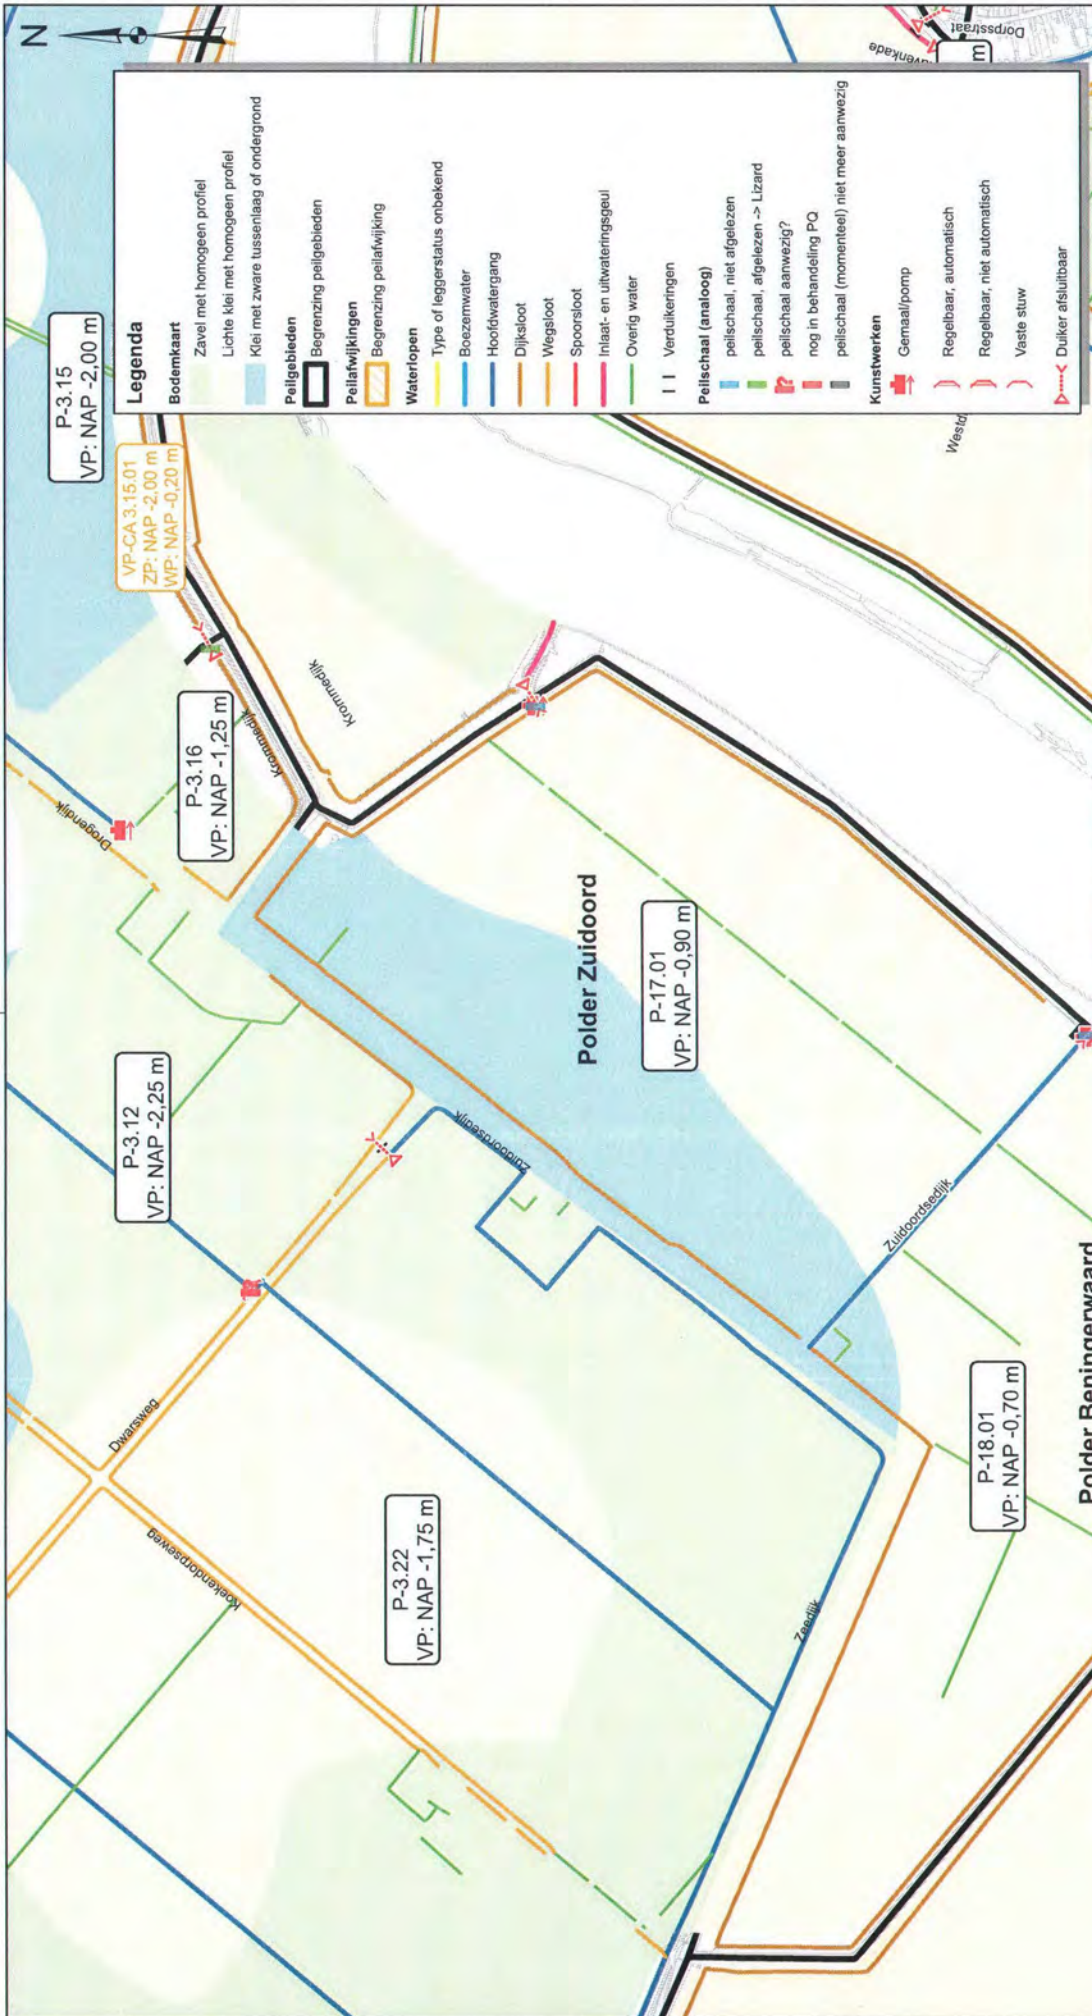 N
P-3.15
VP: NAP -2,00 m
VP-CA 3.15.01
ZP: NAP -2,00 m
WP: NAP -0,20 m
P-3.16
VP: NAP -1,25 m
Krommedijk
Krommedijk
Drogendijk
P-3.12
VP: NAP -2,25 m
Dwarsweg
Koekendorpseweg
P-3.22
VP: NAP -1,75 m
Zuidoordsedijk
Polder Zuidoord
P-17.01
VP: NAP -0,90 m
Zuidoordsedijk
Zeedijk
P-18.01
VP: NAP -0,70 m
Polder Beningerwaard
Westd
Dorpsstraat
avenkade
m
Legenda
Bodemkaart
Zavel met homogeen profiel
Lichte klei met homogeen profiel
Klei met zware tussenlaag of ondergrond
Peilgebieden
Begrenzing peilgebieden
Peilafwijkingen
Begrenzing peilafwijking
Waterlopen
Type of leggerstatus onbekend
Boezemwater
Hoofdwatergang
Dijksloot
Wegsloot
Spoorsloot
Inlaat- en uitwateringsgeul
Overig water
Verduikeringen
Peilschaal (analoog)
peilschaal, niet afgelezen
peilschaal, afgelezen -> Lizard
peilschaal aanwezig?
nog in behandeling PQ
peilschaal (momenteel) niet meer aanwezig
Kunstwerken
Gemaal/pomp
Regelbaar, automatisch
Regelbaar, niet automatisch
Vaste stuw
Duiker afsluitbaar